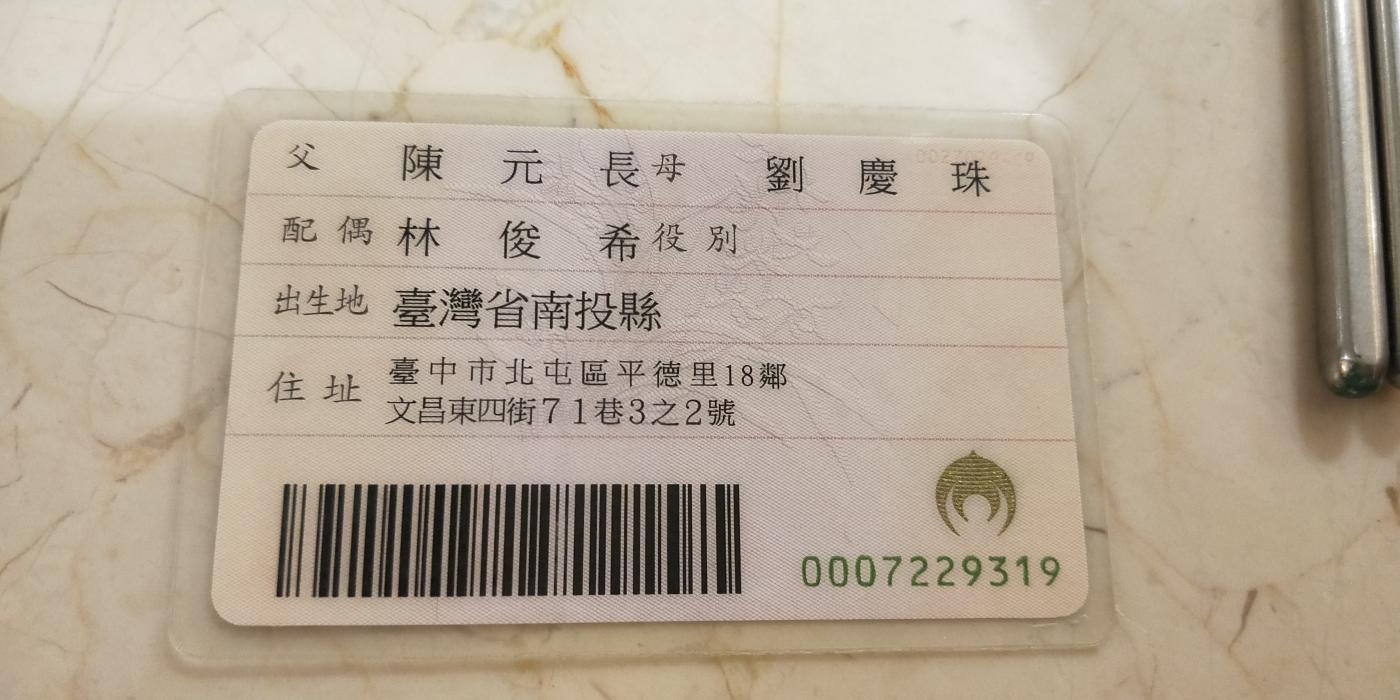 父 陳元長 母 劉慶珠
配偶 林俊希 役別
出生地 臺灣省南投縣
住址 臺中市北屯區平德里18鄰
文昌東四街71巷3之2號
0007229319